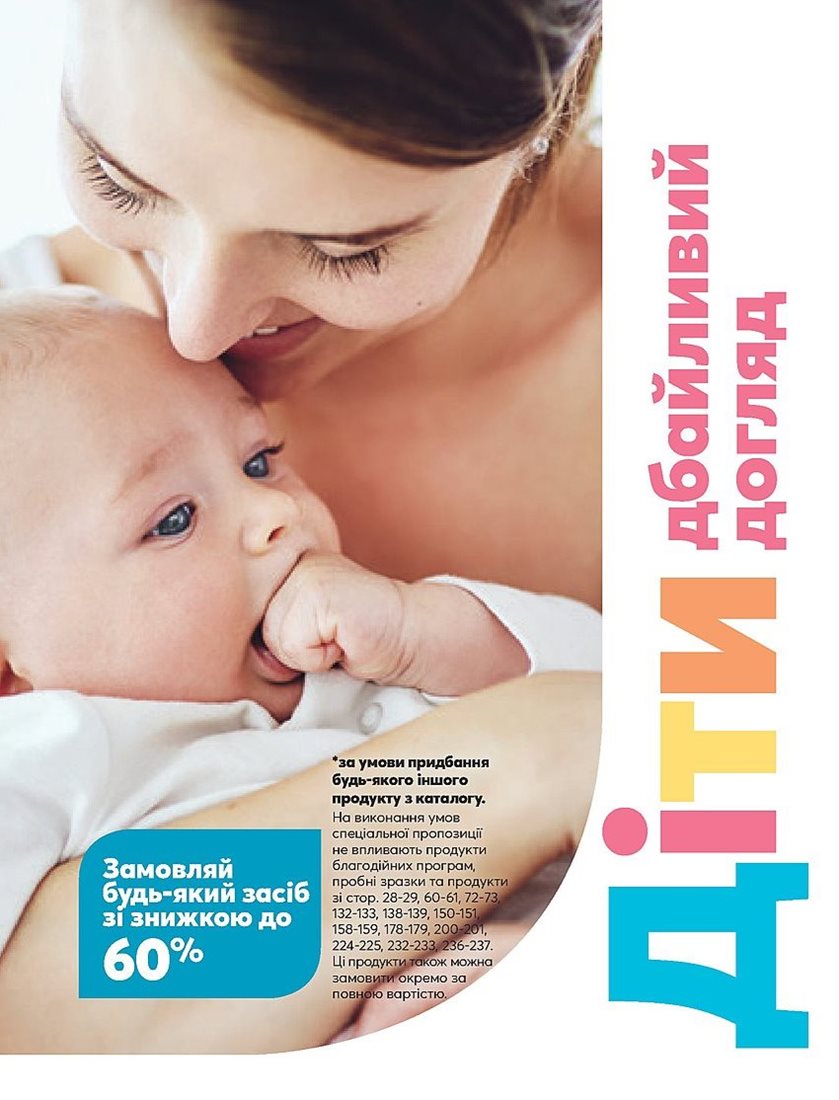 Діти
дбайливий
догляд
*за умови придбання
будь-якого іншого
продукту з каталогу.
На виконання умов
спеціальної пропозиції
не впливають продукти
благодійних програм,
пробні зразки та продукти
зі стор. 28-29, 60-61, 72-73,
132-133, 138-139, 150-151,
158-159, 178-179, 200-201,
224-225, 232-233, 236-237.
Ці продукти також можна
замовити окремо за
повною вартістю.
Замовляй
будь-який засіб
зі знижкою до
60%